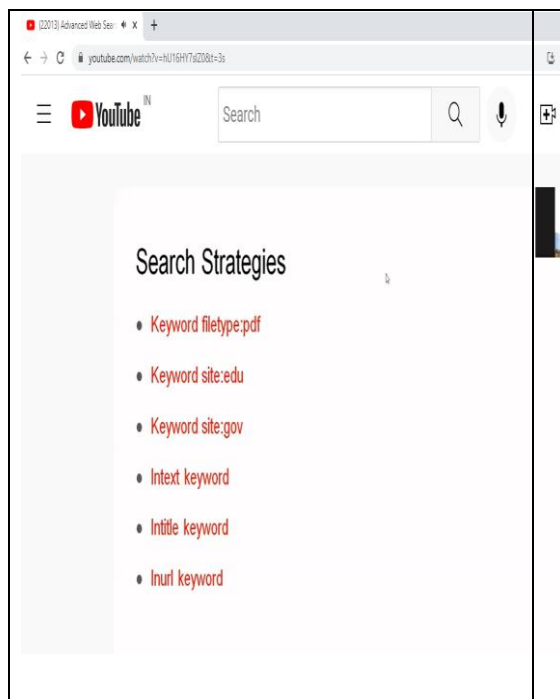 (22013) Advanced Web Sear
youtube.com/watch?v=hU16HY7slZ0&t=3s
YouTube IN
Search
Search Strategies
• Keyword filetype:pdf
• Keyword site:edu
• Keyword site:gov
• Intext keyword
• Intitle keyword
• Inurl keyword